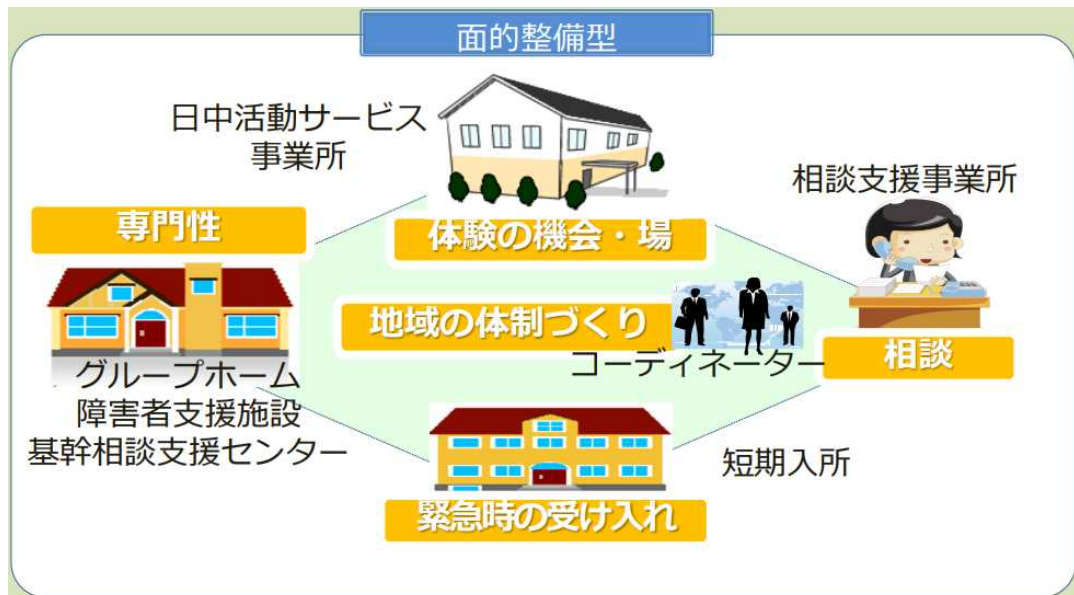 面的整備型
日中活動サービス
事業所
相談支援事業所
専門性
体験の機会・場
地域の体制づくり
コーディネーター
相談
グループホーム
障害者支援施設
基幹相談支援センター
短期入所
緊急時の受け入れ